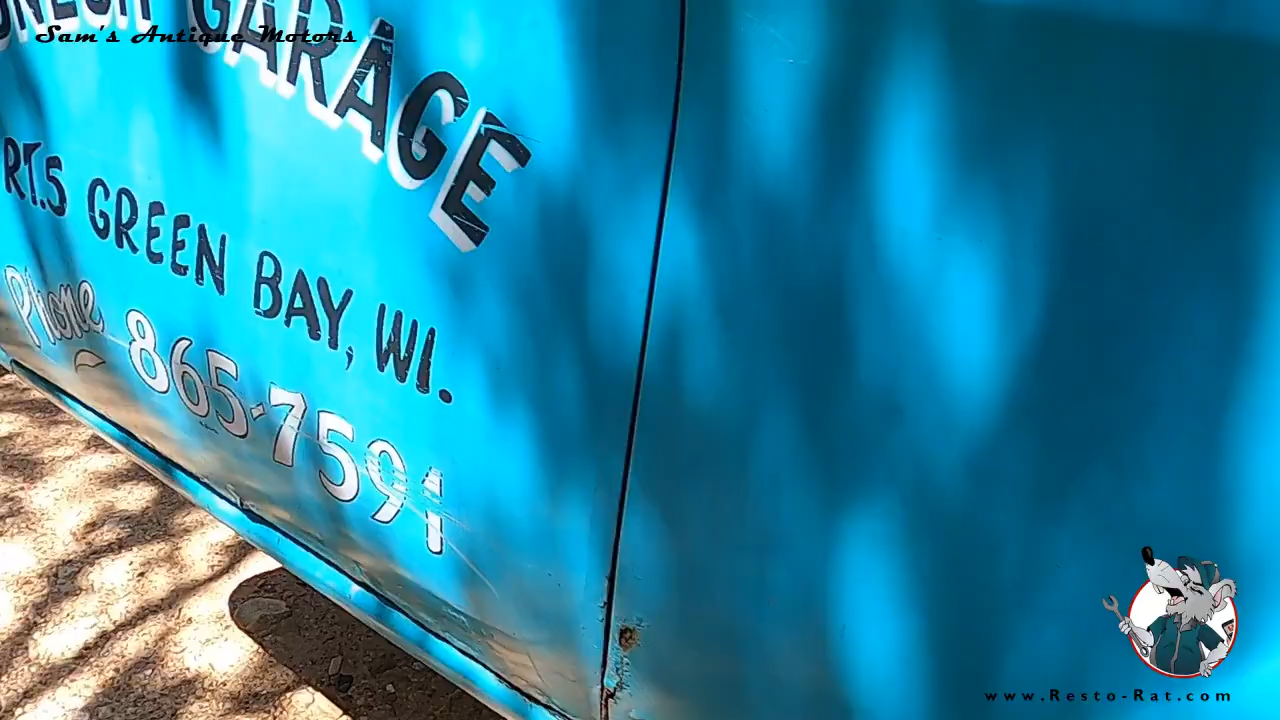 Sam's Antique Motors
GARAGE
RT.5 GREEN BAY, WI.
Phone 865-7591
www.Resto-Rat.com